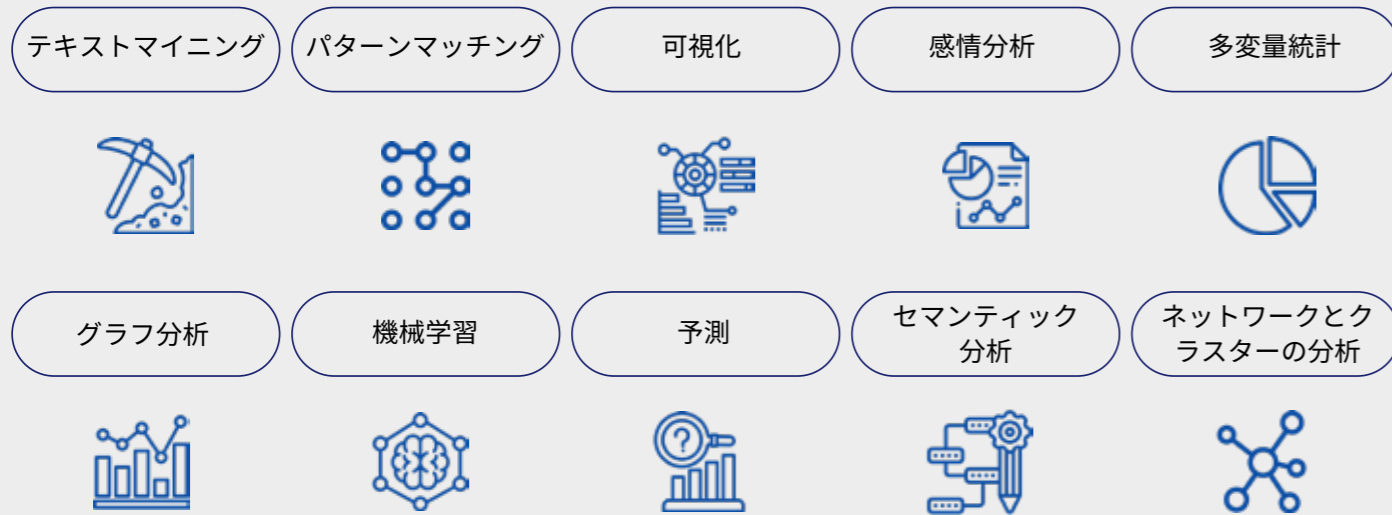 テキストマイニング
パターンマッチング
可視化
感情分析
多変量統計
グラフ分析
機械学習
予測
セマンティック
分析
ネットワークとク
ラスターの分析